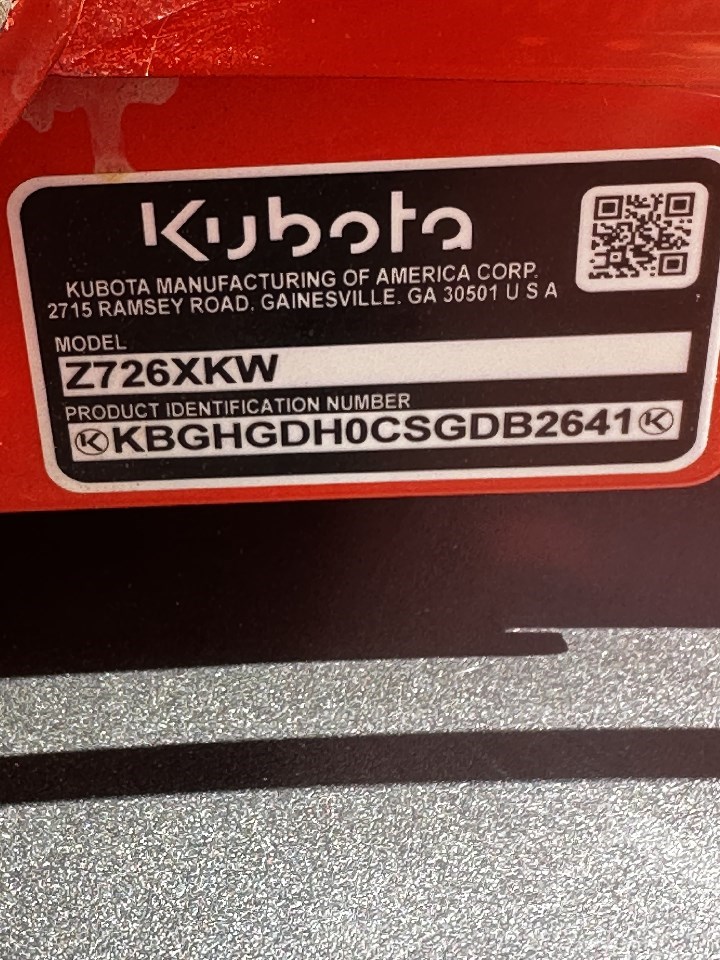 Kubota
KUBOTA MANUFACTURING OF AMERICA CORP.
2715 RAMSEY ROAD. GAINESVILLE. GA 30501 U S A
MODEL
Z726XKW
PRODUCT IDENTIFICATION NUMBER
KBGHGDH0CSGDB2641